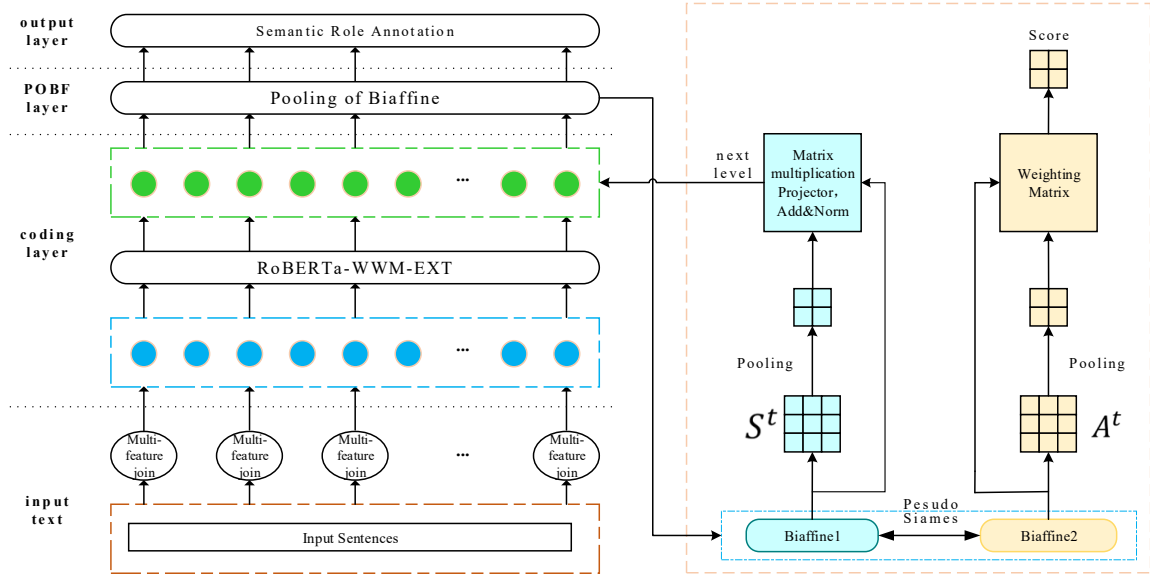 output
layer
Semantic Role Annotation
POBF
layer
Pooling of Biaffine
coding
layer
RoBERTa-WWM-EXT
...
...
Multi-
feature
join
Multi-
feature
join
Multi-
feature
join
...
Multi-
feature
join
input
text
Input Sentences
next
level
Matrix
multiplication
Projector,
Add&Norm
Score
Weighting
Matrix
Pooling
Pooling
S^t
A^t
Pesudo
Siames
Biaffine1
Biaffine2